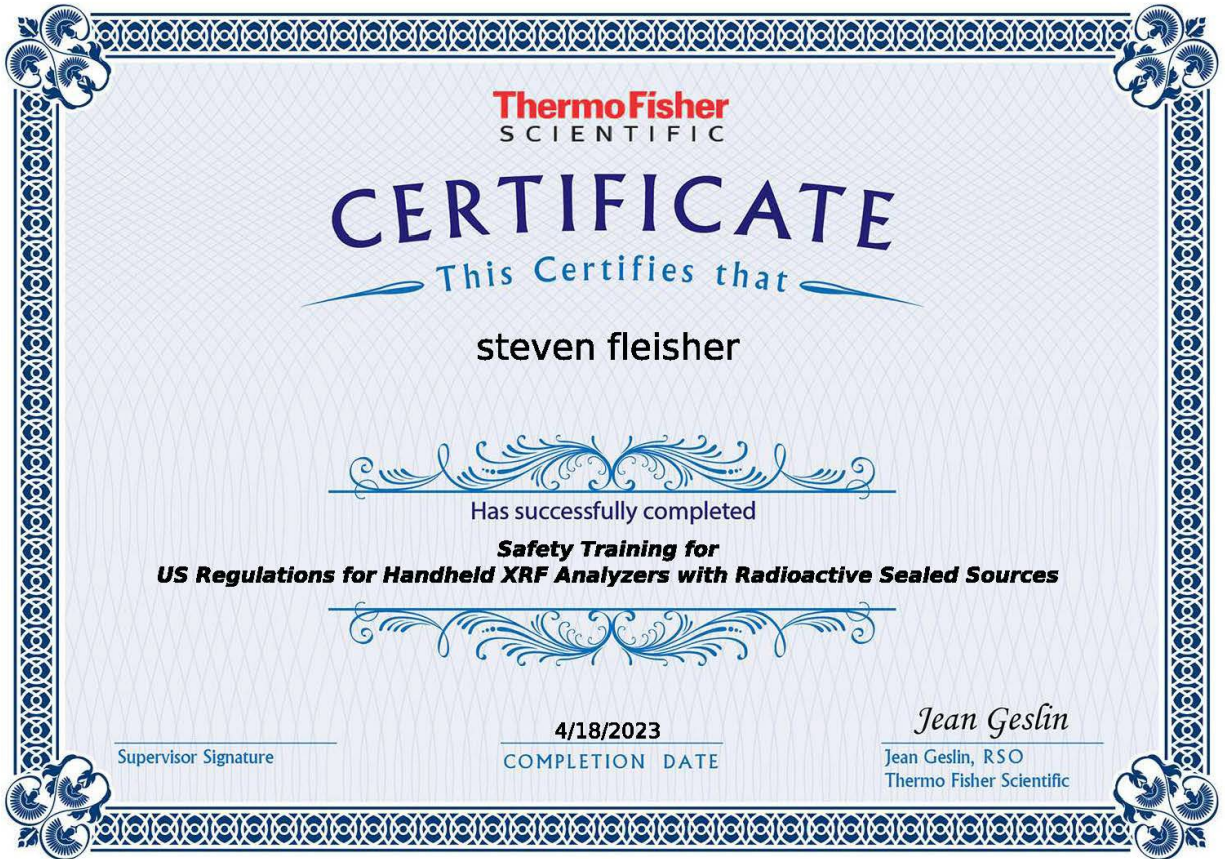 ThermoFisher
SCIENTIFIC
CERTIFICATE
This Certifies that
steven fleisher
Has successfully completed
Safety Training for
US Regulations for Handheld XRF Analyzers with Radioactive Sealed Sources
Supervisor Signature
4/18/2023
COMPLETION DATE
Jean Geslin
Jean Geslin, RSO
Thermo Fisher Scientific